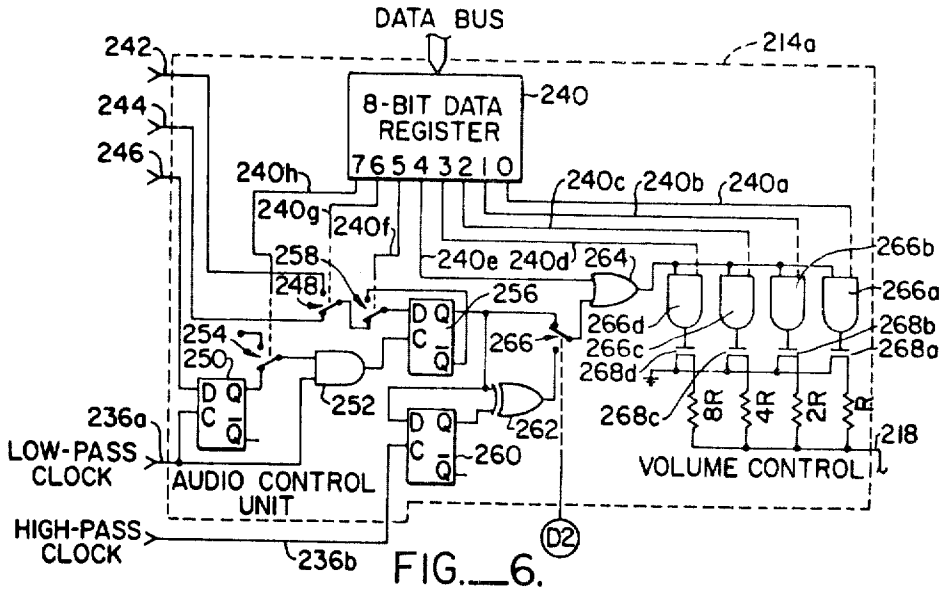 DATA BUS
242
214a
244
8-BIT DATA
REGISTER
240
246
7 6 5 4 3 2 1 0
240h
240c
240b
240a
240g
240f
258
240e
240d
264
266b
248
D Q
256
C
Q
266
266d
266c
266a
254
250
268b
268d
268a
D Q
C
Q
252
268c
8R
4R
2R
R
236a
D Q
262
C
Q
260
218
LOW-PASS
CLOCK
AUDIO CONTROL
UNIT
VOLUME CONTROL
HIGH-PASS
CLOCK
236b
D2
FIG.__6.